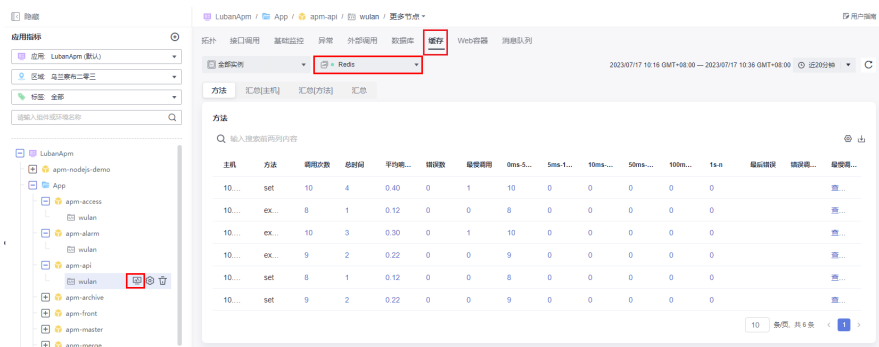 隐藏
LubanApm / App / apm-api / wulan / 更多节点
用户指南
应用指标
应用: LubanApm (默认)
区域: 乌兰察布二零三
标签: 全部
请输入组件或环境名称
LubanApm
apm-nodejs-demo
App
apm-access
wulan
apm-alarm
wulan
apm-api
wulan
apm-archive
apm-front
apm-master
apm-merge
拓扑 接口调用 基础监控 异常 外部调用 数据库 缓存 Web容器 消息队列
全部实例 Redis 2023/07/17 10:16 GMT+08:00 — 2023/07/17 10:36 GMT+08:00 近20分钟
方法 汇总[主机] 汇总[方法] 汇总
方法
输入搜索前两列内容
主机 方法 调用次数 总时间 平均响... 错误数 最慢调用 0ms-5... 5ms-1... 10ms-... 50ms-... 100m... 1s-n 最后错误 错误调... 最慢调...
10.... set 10 4 0.40 0 1 10 0 0 0 0 0 查...
10.... ex... 8 1 0.12 0 0 8 0 0 0 0 0 查...
10.... ex... 10 3 0.30 0 1 10 0 0 0 0 0 查...
10.... ex... 9 2 0.22 0 0 9 0 0 0 0 0 查...
10.... set 8 1 0.12 0 0 8 0 0 0 0 0 查...
10.... set 9 2 0.22 0 0 9 0 0 0 0 0 查...
10 条/页, 共 6 条 < 1 >